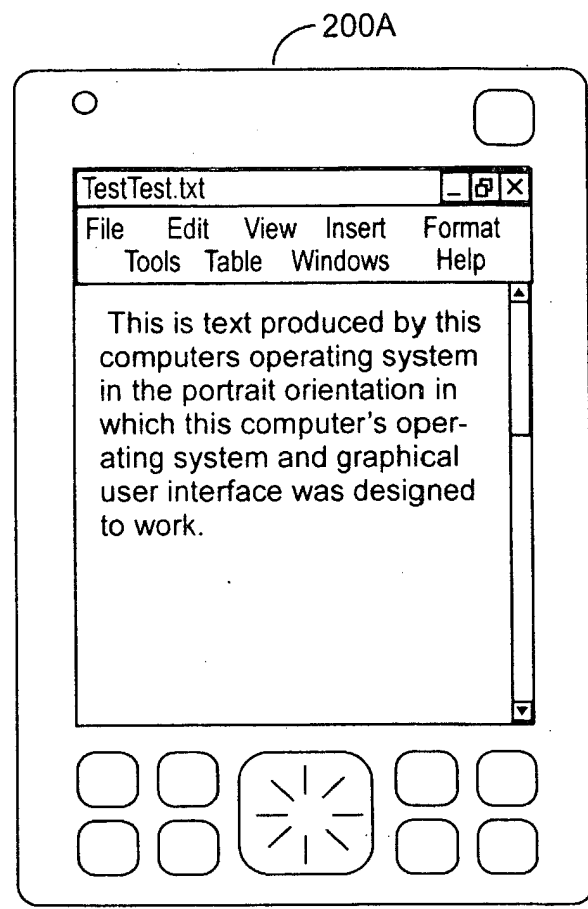 200A
TestTest.txt
File Edit View Insert Format
Tools Table Windows Help
This is text produced by this
computers operating system
in the portrait orientation in
which this computer's oper-
ating system and graphical
user interface was designed
to work.